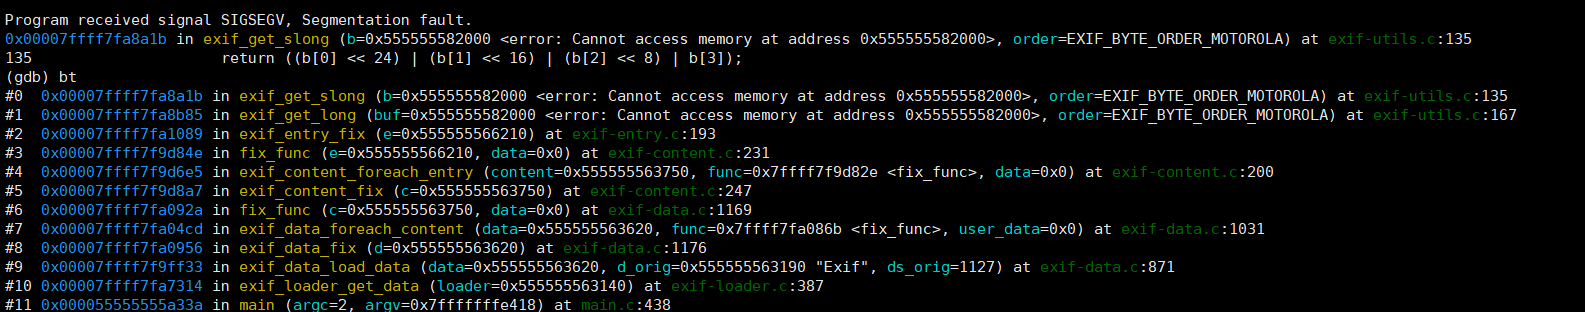 Program received signal SIGSEGV, Segmentation fault.
0x00007ffff7fa8a1b in exif_get_slong (b=0x555555582000 <error: Cannot access memory at address 0x555555582000>, order=EXIF_BYTE_ORDER_MOTOROLA) at exif-utils.c:135
135                     return ((b[0] << 24) | (b[1] << 16) | (b[2] << 8) | b[3]);
(gdb) bt
#0  0x00007ffff7fa8a1b in exif_get_slong (b=0x555555582000 <error: Cannot access memory at address 0x555555582000>, order=EXIF_BYTE_ORDER_MOTOROLA) at exif-utils.c:135
#1  0x00007ffff7fa8b85 in exif_get_long (buf=0x555555582000 <error: Cannot access memory at address 0x555555582000>, order=EXIF_BYTE_ORDER_MOTOROLA) at exif-utils.c:167
#2  0x00007ffff7fa1089 in exif_entry_fix (e=0x555555566210) at exif-entry.c:193
#3  0x00007ffff7f9d84e in fix_func (e=0x555555566210, data=0x0) at exif-content.c:231
#4  0x00007ffff7f9d6e5 in exif_content_foreach_entry (content=0x555555563750, func=0x7ffff7f9d82e <fix_func>, data=0x0) at exif-content.c:200
#5  0x00007ffff7f9d8a7 in exif_content_fix (c=0x555555563750) at exif-content.c:247
#6  0x00007ffff7fa092a in fix_func (c=0x555555563750, data=0x0) at exif-data.c:1169
#7  0x00007ffff7fa04cd in exif_data_foreach_content (data=0x555555563620, func=0x7ffff7fa086b <fix_func>, user_data=0x0) at exif-data.c:1031
#8  0x00007ffff7fa0956 in exif_data_fix (d=0x555555563620) at exif-data.c:1176
#9  0x00007ffff7f9ff33 in exif_data_load_data (data=0x555555563620, d_orig=0x555555563190 "Exif", ds_orig=1127) at exif-data.c:871
#10 0x00007ffff7fa7314 in exif_loader_get_data (loader=0x555555563140) at exif-loader.c:387
#11 0x000055555555a33a in main (argc=2, argv=0x7fffffffe418) at main.c:438